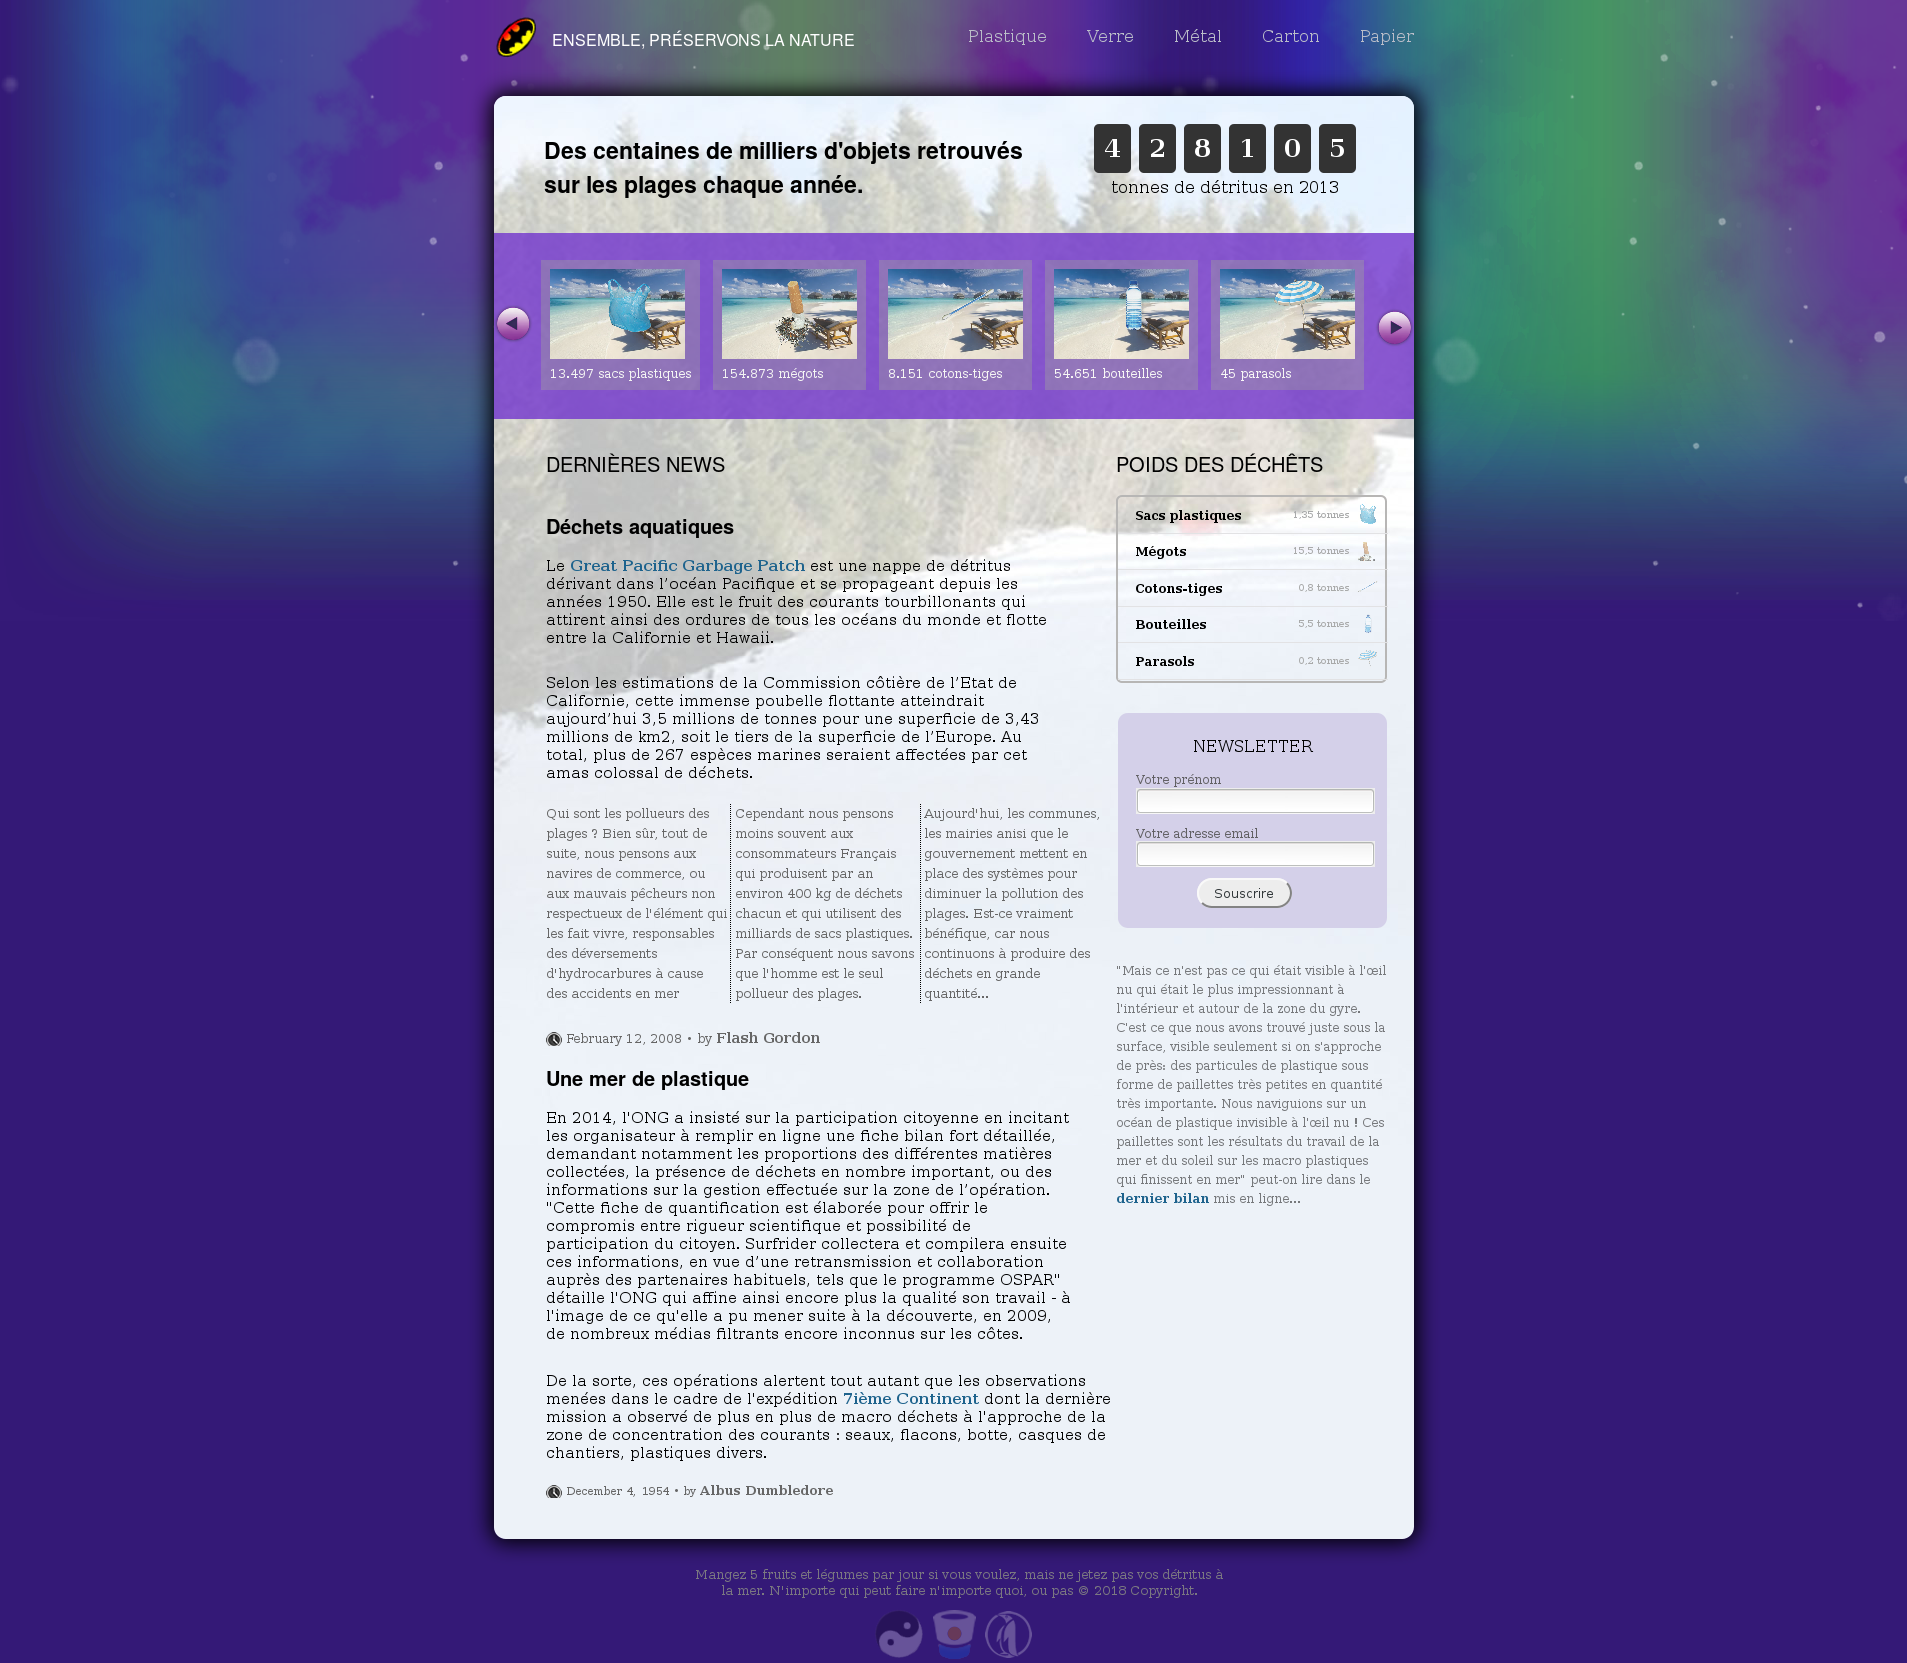 ENSEMBLE, PRÉSERVONS LA NATURE
Plastique Verre Métal Carton Papier
Des centaines de milliers d'objets retrouvés
sur les plages chaque année.
4 2 8 1 0 5
tonnes de détritus en 2013
13.497 sacs plastiques
154.873 mégots
8.151 cotons-tiges
54.651 bouteilles
45 parasols
DERNIÈRES NEWS
Déchets aquatiques
Le Great Pacific Garbage Patch est une nappe de détritus
dérivant dans l’océan Pacifique et se propageant depuis les
années 1950. Elle est le fruit des courants tourbillonants qui
attirent ainsi des ordures de tous les océans du monde et flotte
entre la Californie et Hawaii.
Selon les estimations de la Commission côtière de l’Etat de
Californie, cette immense poubelle flottante atteindrait
aujourd’hui 3,5 millions de tonnes pour une superficie de 3,43
millions de km2, soit le tiers de la superficie de l’Europe. Au
total, plus de 267 espèces marines seraient affectées par cet
amas colossal de déchets.
Qui sont les pollueurs des
plages ? Bien sûr, tout de
suite, nous pensons aux
navires de commerce, ou
aux mauvais pêcheurs non
respectueux de l'élément qui
les fait vivre, responsables
des déversements
d'hydrocarbures à cause
des accidents en mer
Cependant nous pensons
moins souvent aux
consommateurs Français
qui produisent par an
environ 400 kg de déchets
chacun et qui utilisent des
milliards de sacs plastiques.
Par conséquent nous savons
que l'homme est le seul
pollueur des plages.
Aujourd'hui, les communes,
les mairies anisi que le
gouvernement mettent en
place des systèmes pour
diminuer la pollution des
plages. Est-ce vraiment
bénéfique, car nous
continuons à produire des
déchets en grande
quantité...
February 12, 2008 • by Flash Gordon
Une mer de plastique
En 2014, l'ONG a insisté sur la participation citoyenne en incitant
les organisateur à remplir en ligne une fiche bilan fort détaillée,
demandant notamment les proportions des différentes matières
collectées, la présence de déchets en nombre important, ou des
informations sur la gestion effectuée sur la zone de l’opération.
"Cette fiche de quantification est élaborée pour offrir le
compromis entre rigueur scientifique et possibilité de
participation du citoyen. Surfrider collectera et compilera ensuite
ces informations, en vue d’une retransmission et collaboration
auprès des partenaires habituels, tels que le programme OSPAR"
détaille l'ONG qui affine ainsi encore plus la qualité son travail - à
l'image de ce qu'elle a pu mener suite à la découverte, en 2009,
de nombreux médias filtrants encore inconnus sur les côtes.
De la sorte, ces opérations alertent tout autant que les observations
menées dans le cadre de l'expédition 7ième Continent dont la dernière
mission a observé de plus en plus de macro déchets à l'approche de la
zone de concentration des courants : seaux, flacons, botte, casques de
chantiers, plastiques divers.
December 4, 1954 • by Albus Dumbledore
POIDS DES DÉCHÊTS
Sacs plastiques 1,35 tonnes
Mégots 15,5 tonnes
Cotons-tiges 0,8 tonnes
Bouteilles 5,5 tonnes
Parasols 0,2 tonnes
NEWSLETTER
Votre prénom
Votre adresse email
Souscrire
"Mais ce n'est pas ce qui était visible à l'œil
nu qui était le plus impressionnant à
l'intérieur et autour de la zone du gyre.
C'est ce que nous avons trouvé juste sous la
surface, visible seulement si on s'approche
de près: des particules de plastique sous
forme de paillettes très petites en quantité
très importante. Nous naviguions sur un
océan de plastique invisible à l'œil nu ! Ces
paillettes sont les résultats du travail de la
mer et du soleil sur les macro plastiques
qui finissent en mer" peut-on lire dans le
dernier bilan mis en ligne...
Mangez 5 fruits et légumes par jour si vous voulez, mais ne jetez pas vos détritus à
la mer. N'importe qui peut faire n'importe quoi, ou pas © 2018 Copyright.